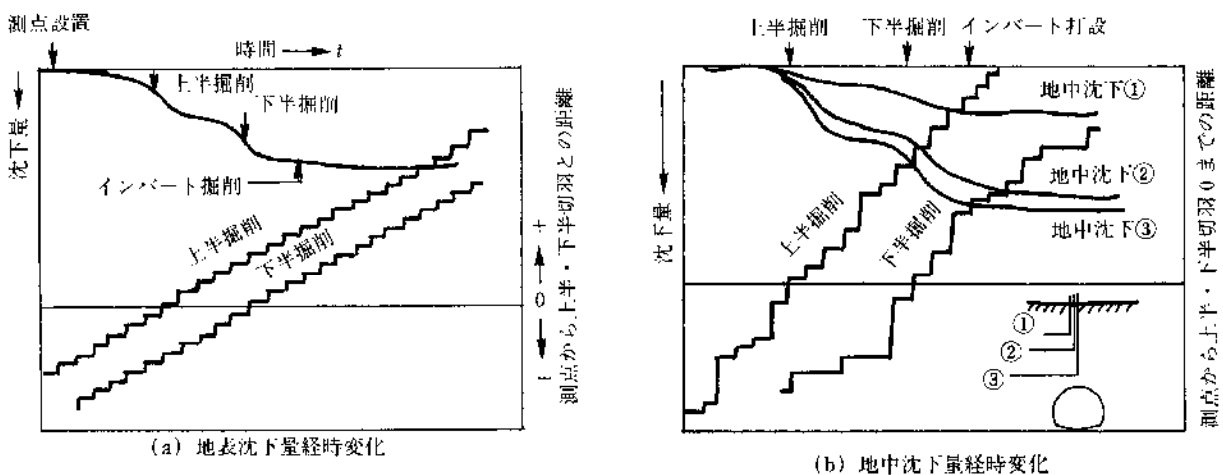 測点設置
時間 → t
上半掘削
下半掘削
インバート掘削
沈下量
上半掘削
下半掘削
測点から上半・下半切羽との距離
+
0
(a) 地表沈下量経時変化
上半掘削
下半掘削
インバート打設
地中沈下①
地中沈下②
地中沈下③
沈下量
上半掘削
下半掘削
①
②
③
測点から上半・下半切羽0までの距離
(b) 地中沈下量経時変化